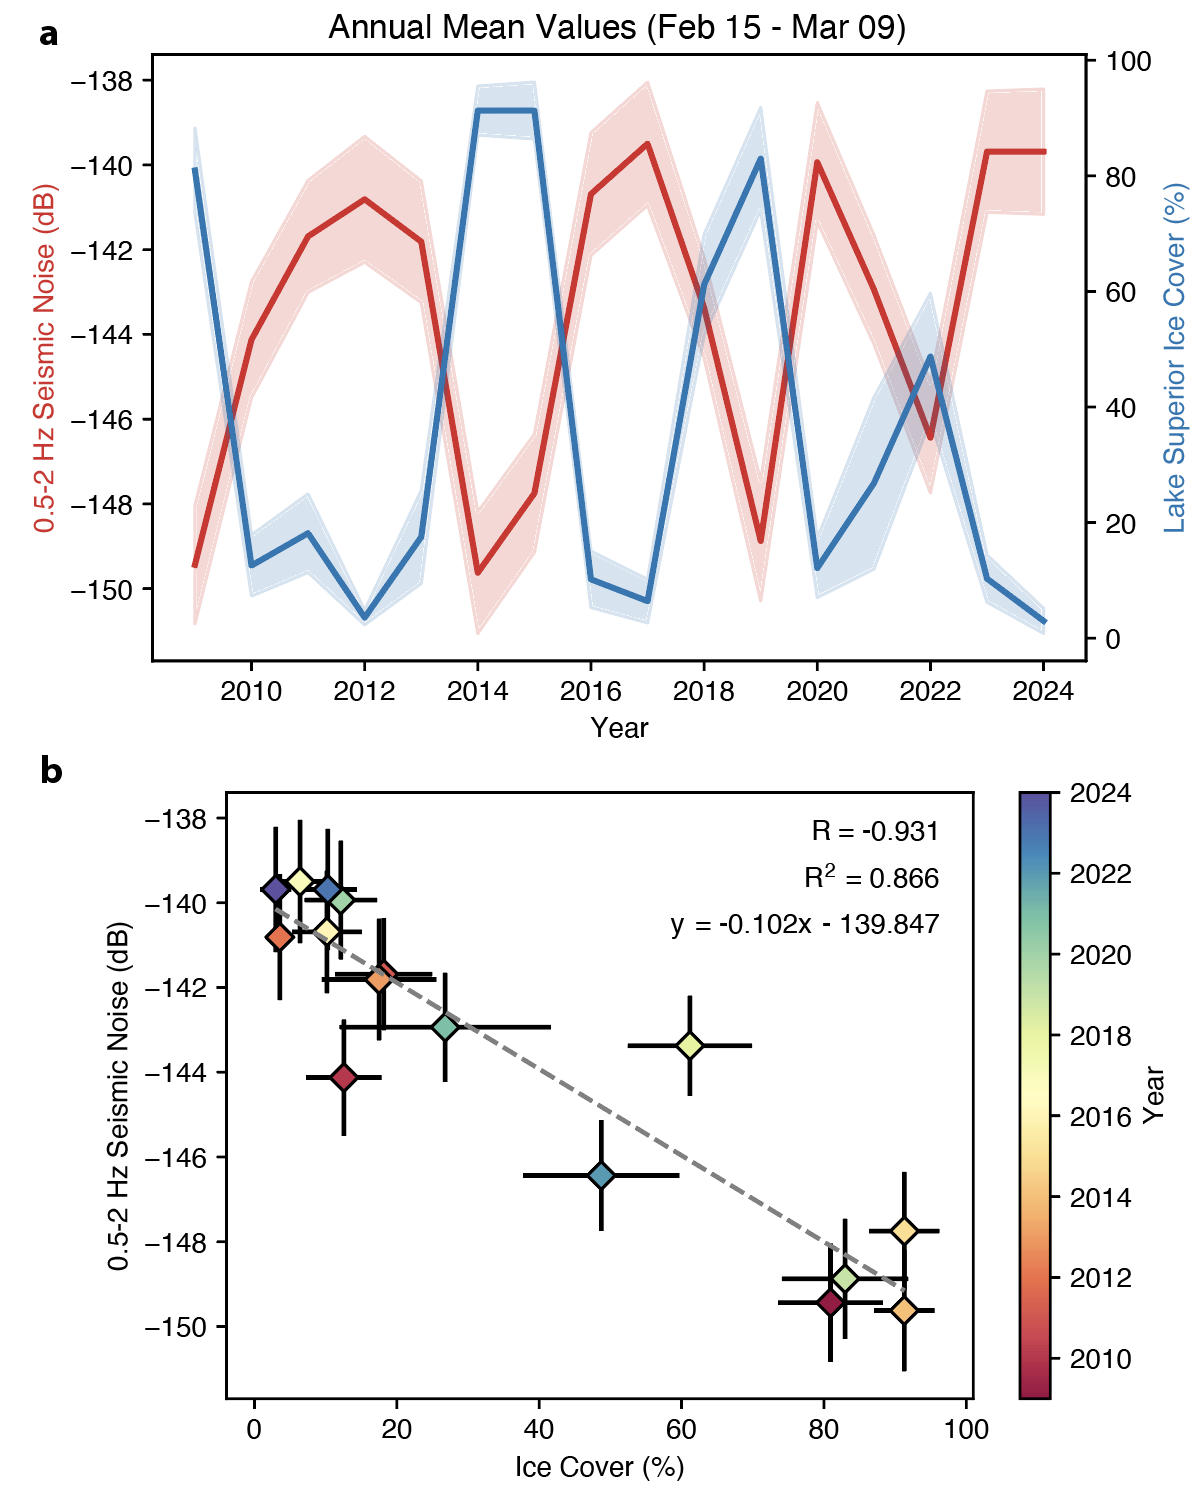 a
Annual Mean Values (Feb 15 - Mar 09)
0.5-2 Hz Seismic Noise (dB)
−138
−140
−142
−144
−146
−148
−150
100
80
60
40
20
0
Lake Superior Ice Cover (%)
2010 2012 2014 2016 2018 2020 2022 2024
Year
b
0.5-2 Hz Seismic Noise (dB)
−138
−140
−142
−144
−146
−148
−150
R = -0.931
R² = 0.866
y = -0.102x - 139.847
0 20 40 60 80 100
Ice Cover (%)
2024
2022
2020
2018
2016
2014
2012
2010
Year